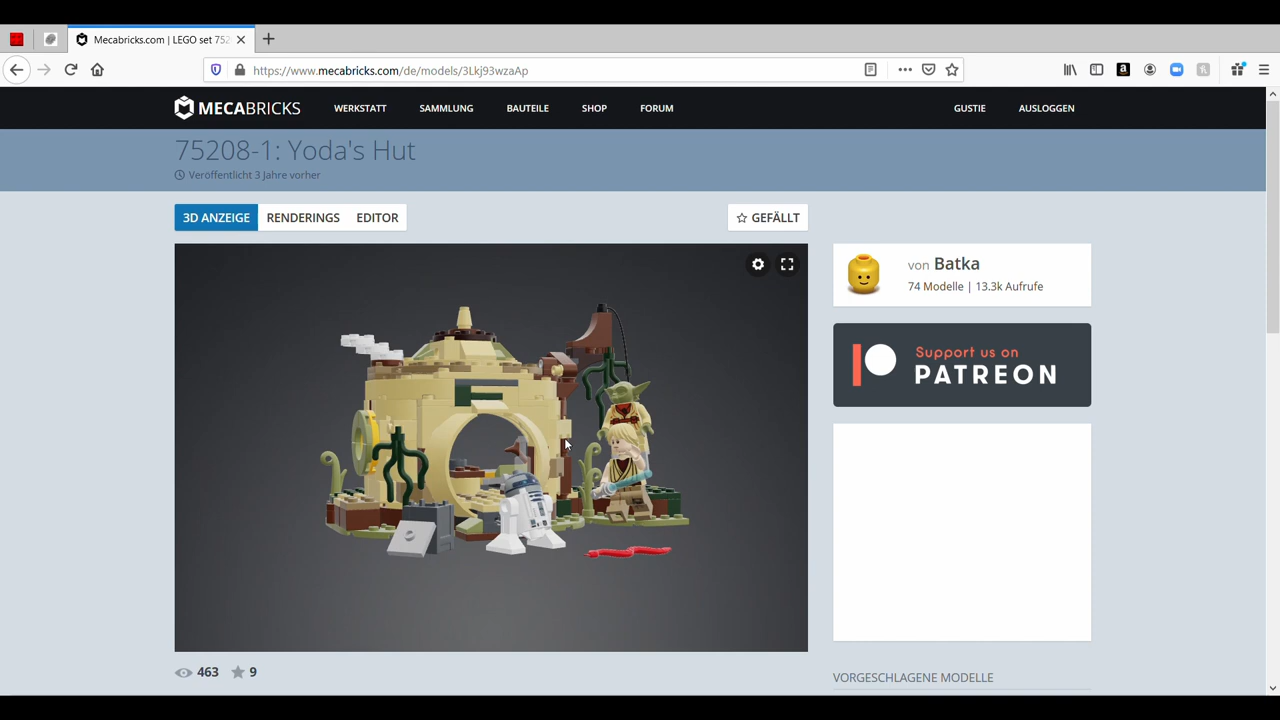 Mecabricks.com | LEGO set 752
https://www.mecabricks.com/de/models/3Lkj93wzaAp
MECABRICKS
WERKSTATT
SAMMLUNG
BAUTEILE
SHOP
FORUM
GUSTIE
AUSLOGGEN
75208-1: Yoda's Hut
Veröffentlicht 3 Jahre vorher
3D ANZEIGE
RENDERINGS
EDITOR
GEFÄLLT
von Batka
74 Modelle | 13.3k Aufrufe
Support us on
PATREON
463
9
VORGESCHLAGENE MODELLE